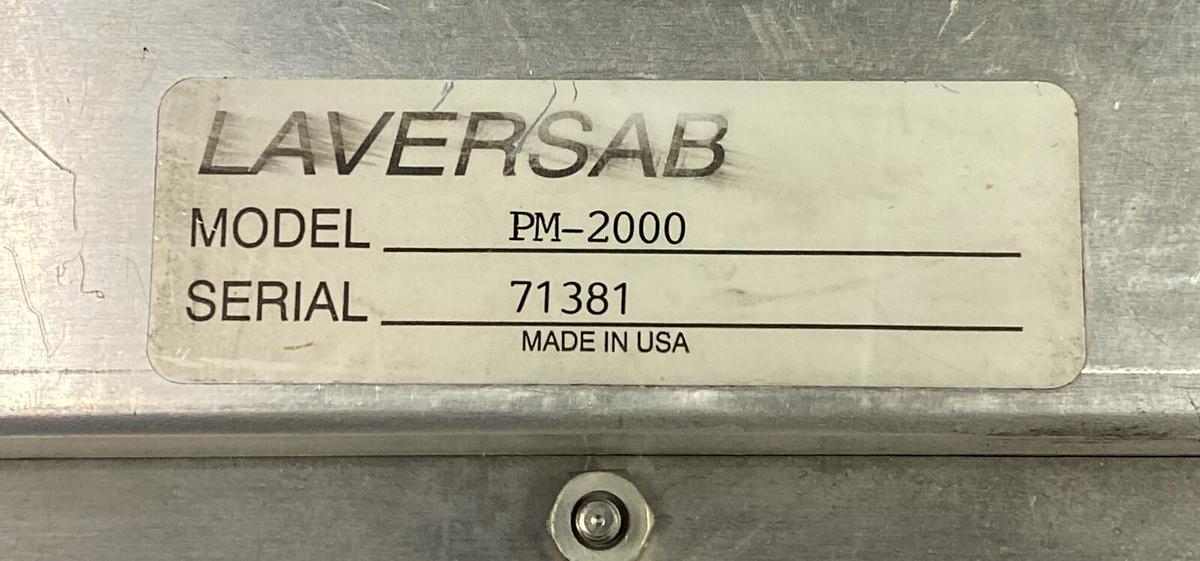 LAVERSAB
MODEL PM-2000
SERIAL 71381
MADE IN USA